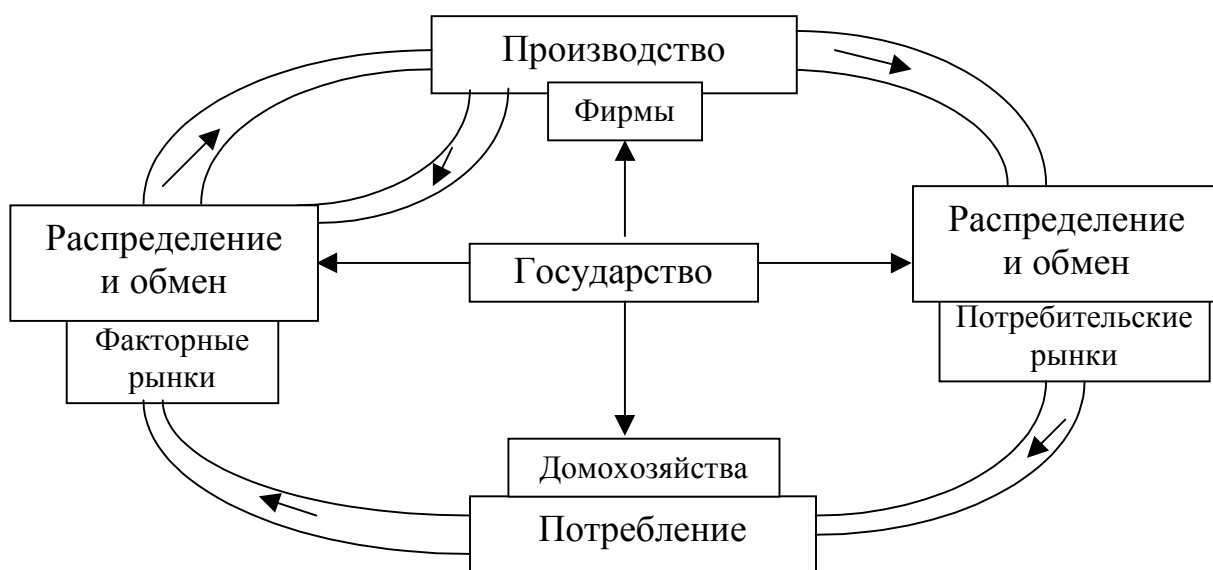 Производство
Фирмы
Распределение
и обмен
Факторные
рынки
Государство
Распределение
и обмен
Потребительские
рынки
Домохозяйства
Потребление